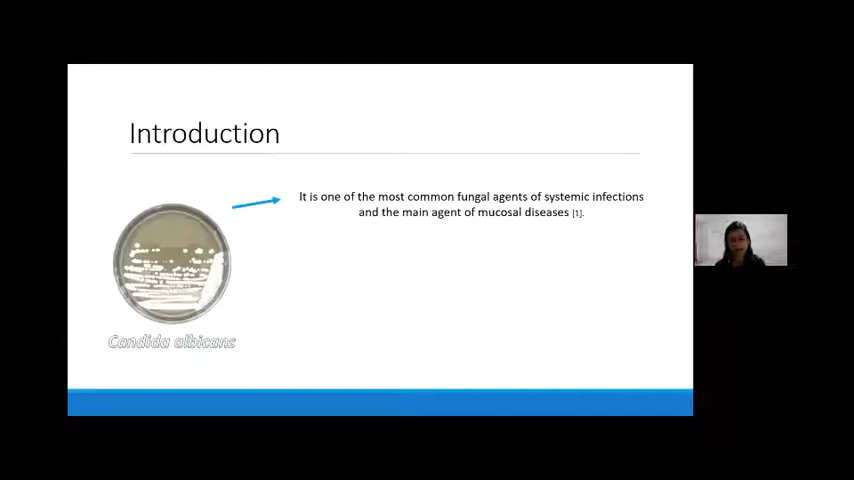 Introduction
It is one of the most common fungal agents of systemic infections
and the main agent of mucosal diseases [1].
Candida albicans